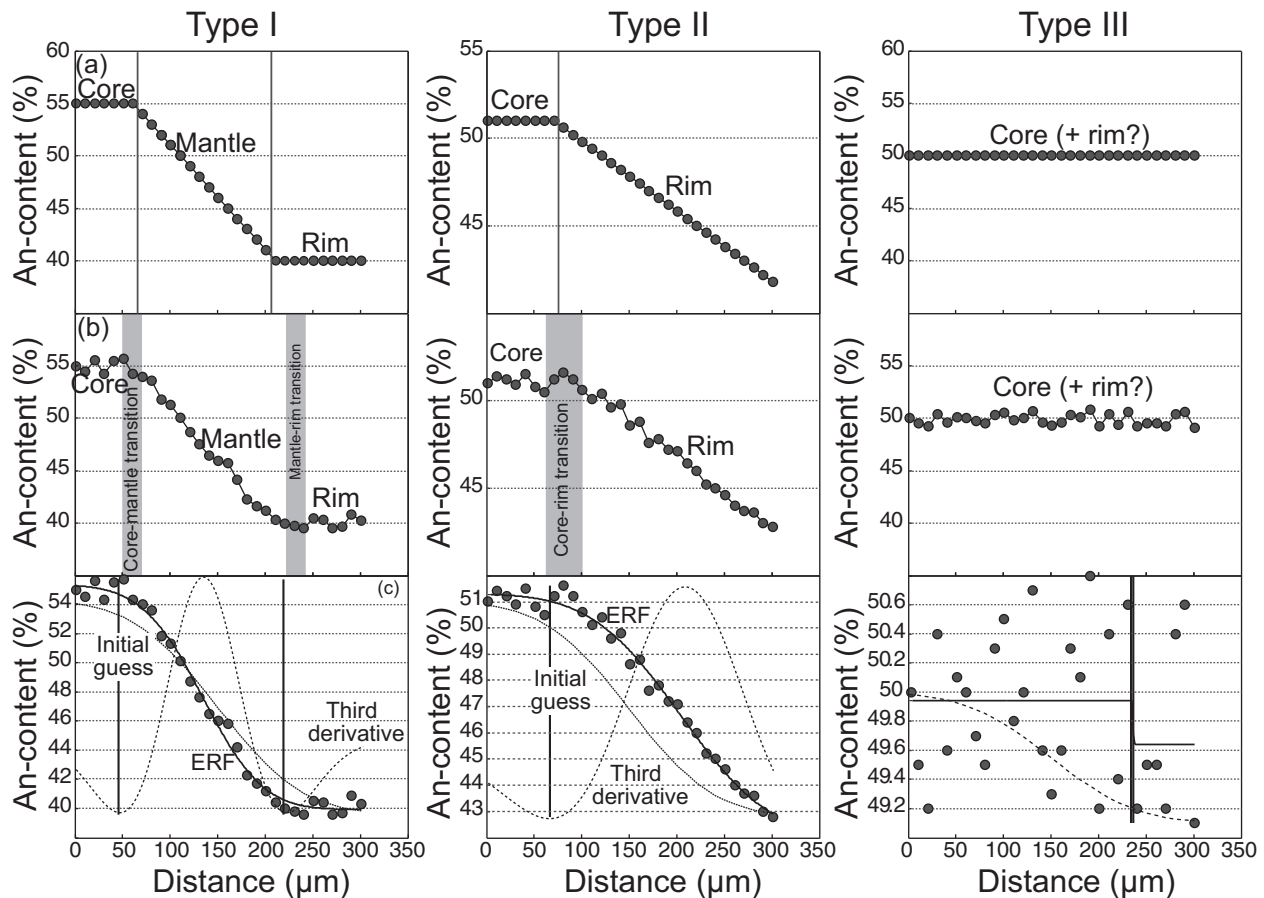 Type I
Type II
Type III
An-content (%)
60
55
50
45
40
(a)
Core
Mantle
Rim
An-content (%)
55
50
45
Core
Rim
An-content (%)
60
55
50
45
40
Core (+ rim?)
An-content (%)
55
50
45
40
(b)
Core
Core-mantle transition
Mantle
Mantle-rim transition
Rim
An-content (%)
50
45
Core
Core-rim transition
Rim
An-content (%)
55
50
45
40
Core (+ rim?)
An-content (%)
54
52
50
48
46
44
42
40
(c)
Initial
guess
ERF
Third
derivative
0 50 100 150 200 250 300 350
Distance (µm)
An-content (%)
51
50
49
48
47
46
45
44
43
ERF
Initial
guess
Third
derivative
0 50 100 150 200 250 300
Distance (µm)
An-content (%)
50.6
50.4
50.2
50
49.8
49.6
49.4
49.2
0 50 100 150 200 250 300
Distance (µm)